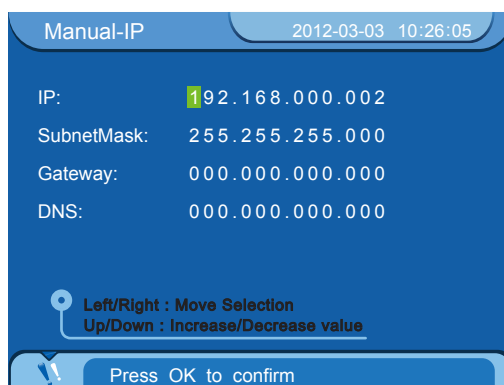 Manual-IP 2012-03-03 10:26:05
IP: 192.168.000.002
SubnetMask: 255.255.255.000
Gateway: 000.000.000.000
DNS: 000.000.000.000
Left/Right : Move Selection
Up/Down : Increase/Decrease value
Press OK to confirm